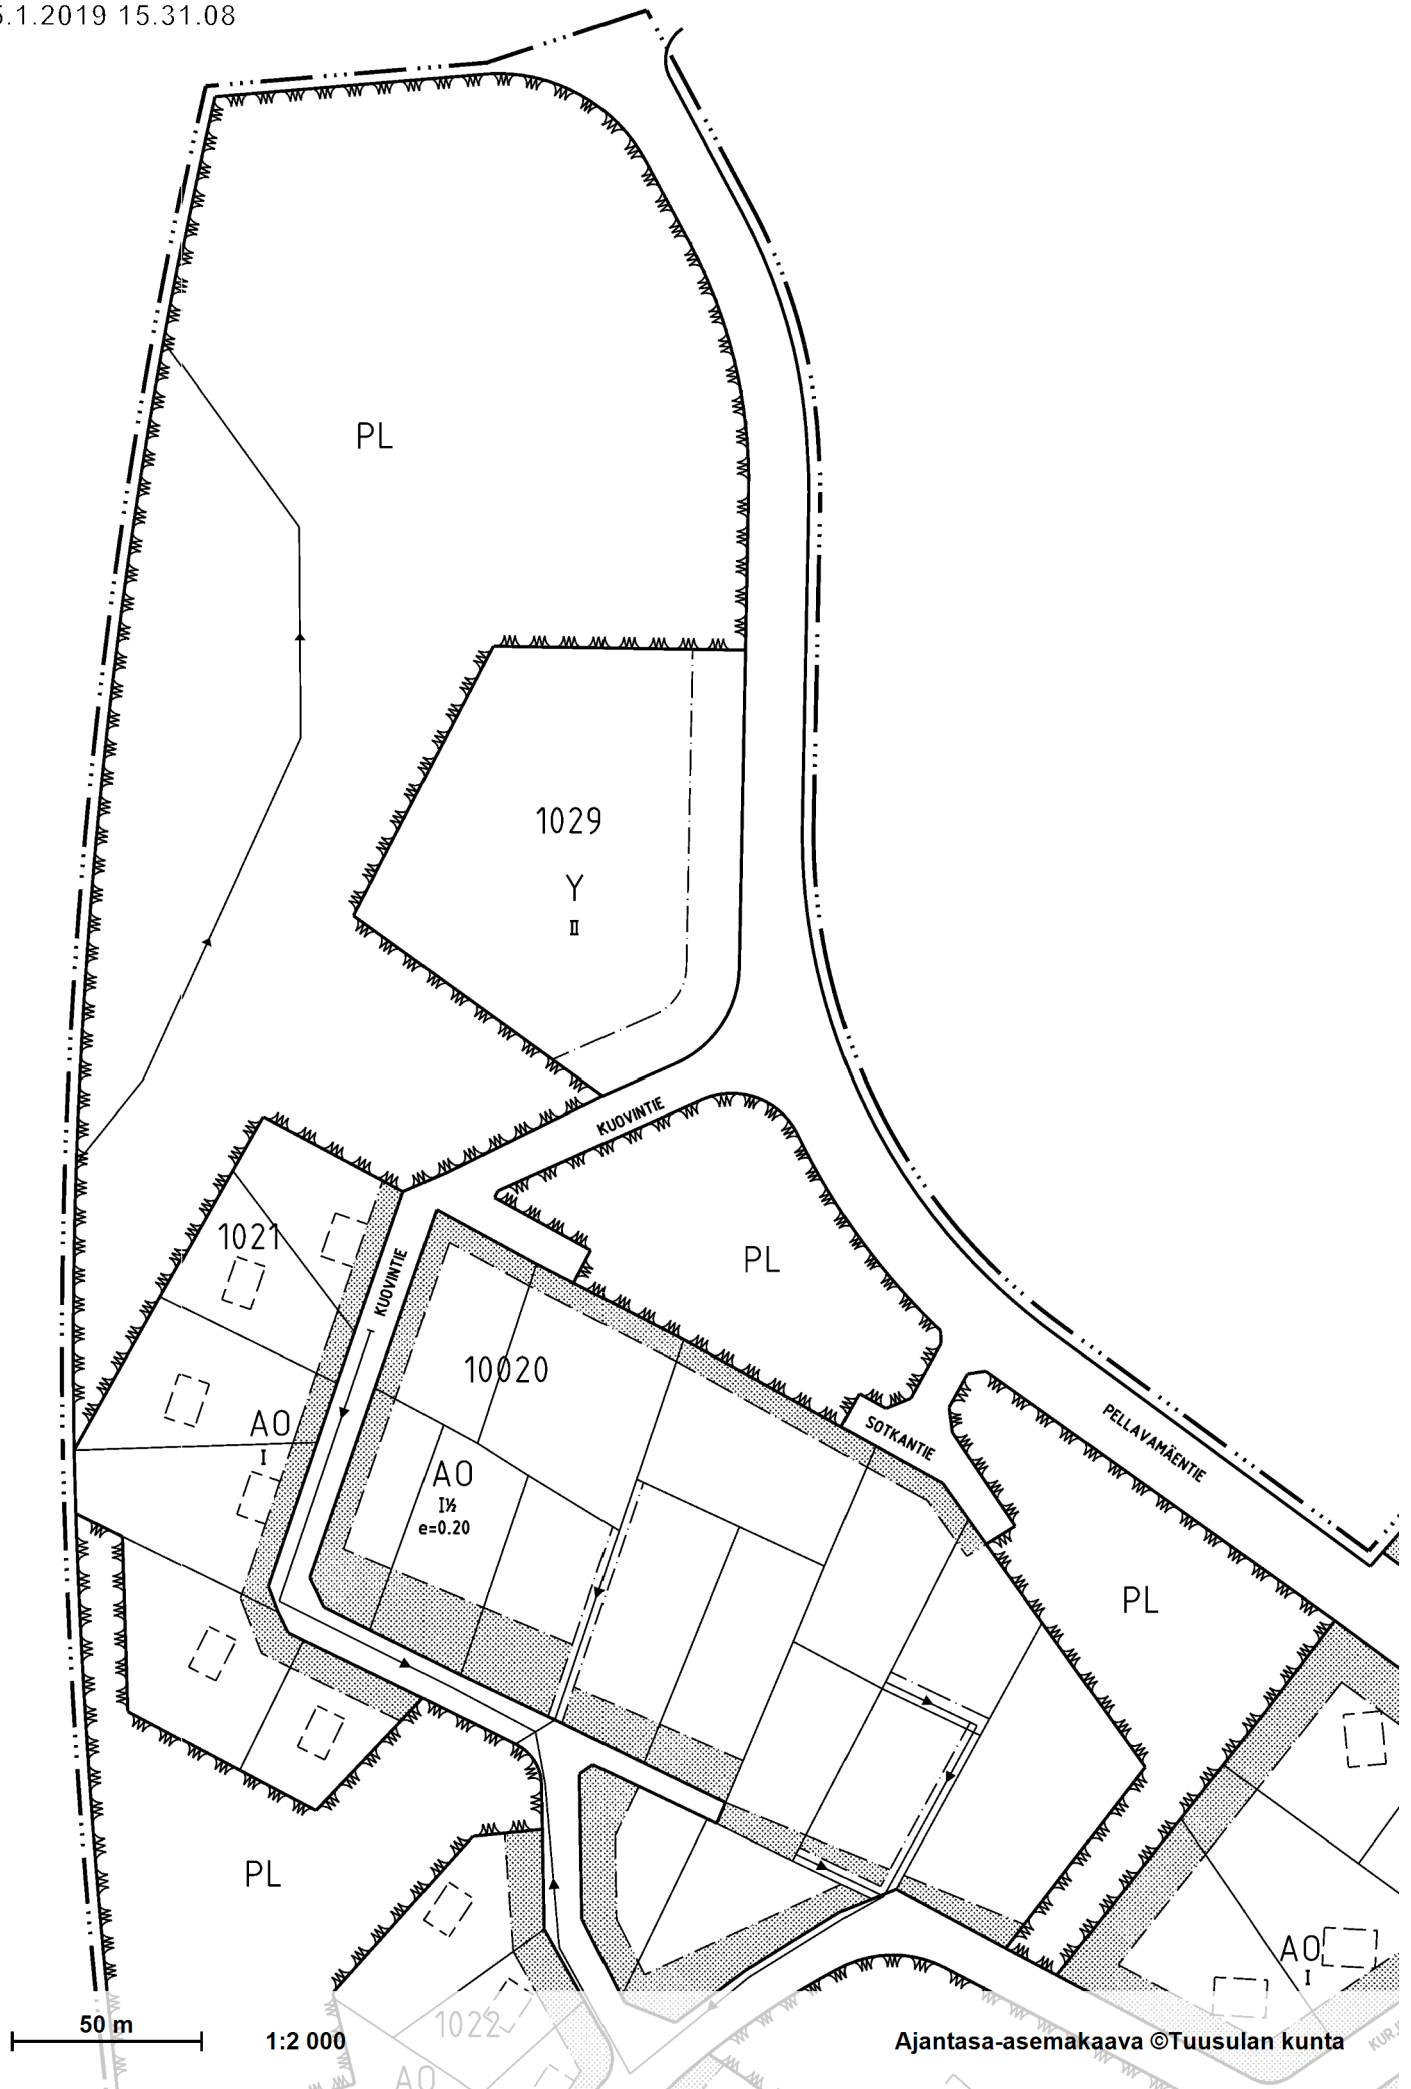 5.1.2019 15.31.08
PL
1029
Y
II
KUOVINTIE
1021
KUOVINTIE
PL
10020
AO
I
SOTKANTIE
PELLAVAMÄENTIE
AO
I½
e=0.20
PL
PL
AO
I
1022
AO
50 m
1:2 000
Ajantasa-asemakaava ©Tuusulan kunta